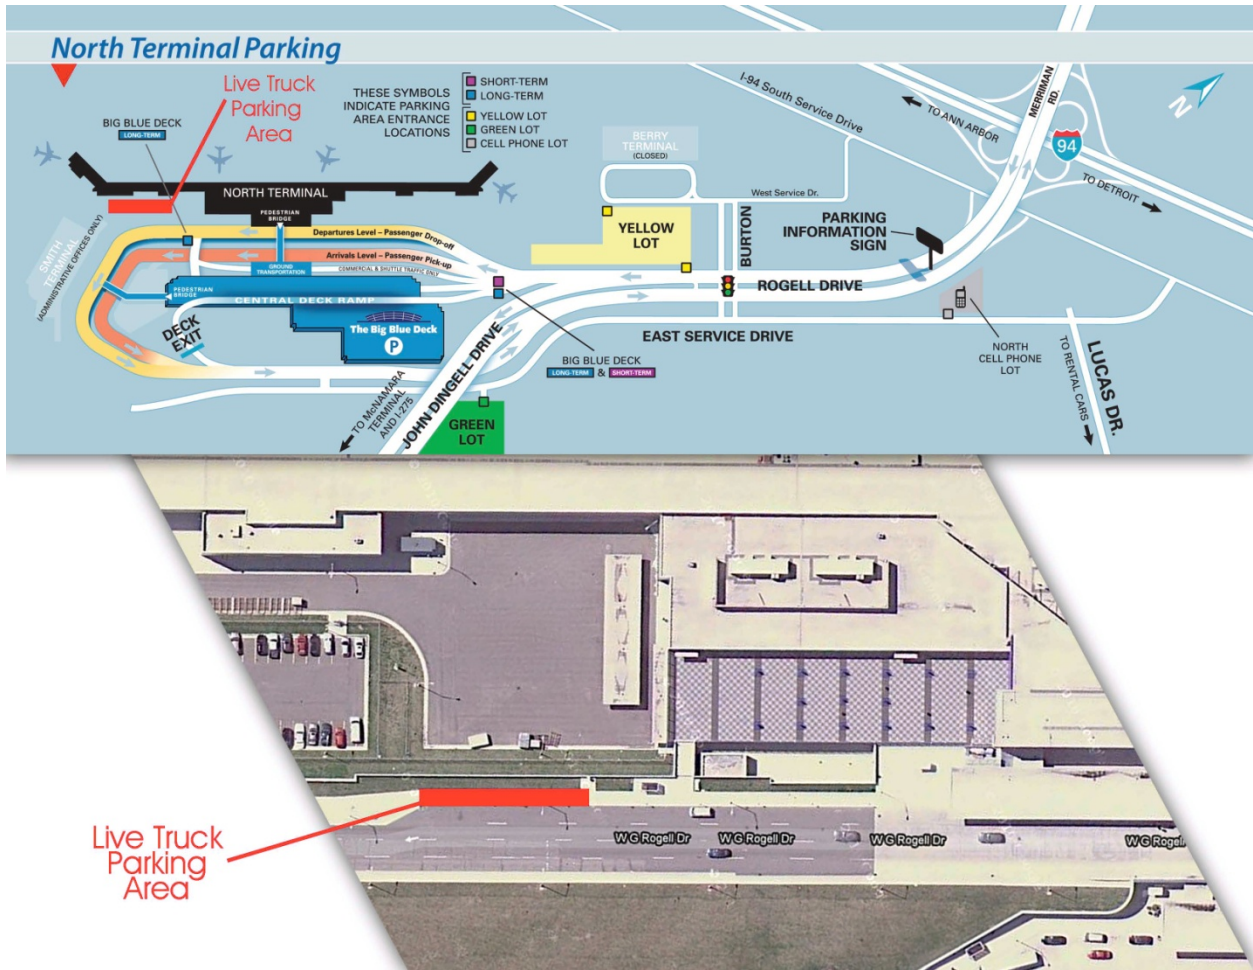 North Terminal Parking
Live Truck
Parking
Area
THESE SYMBOLS
INDICATE PARKING
AREA ENTRANCE
LOCATIONS
SHORT-TERM
LONG-TERM
YELLOW LOT
GREEN LOT
CELL PHONE LOT
BIG BLUE DECK
LONG-TERM
NORTH TERMINAL
PEDESTRIAN
BRIDGE
Departures Level – Passenger Drop-off
Arrivals Level – Passenger Pick-up
GROUND
TRANSPORTATION
COMMERCIAL & SHUTTLE TRAFFIC ONLY
SMITH
TERMINAL
(ADMINISTRATIVE OFFICES ONLY)
PEDESTRIAN
BRIDGE
CENTRAL DECK RAMP
DECK
EXIT
The Big Blue Deck
P
BERRY
TERMINAL
(CLOSED)
West Service Dr.
YELLOW
LOT
BURTON
I-94 South Service Drive
TO ANN ARBOR
MERRIMAN
RD.
94
TO DETROIT
N
PARKING
INFORMATION
SIGN
ROGELL DRIVE
EAST SERVICE DRIVE
NORTH
CELL PHONE
LOT
LUCAS DR.
TO RENTAL CARS
BIG BLUE DECK
LONG-TERM & SHORT-TERM
JOHN DINGELL DRIVE
TO McNAMARA
TERMINAL
AND I-275
GREEN
LOT
Live Truck
Parking
Area
W G Rogell Dr
W G Rogell Dr
W G Rogell Dr
W G Rogell